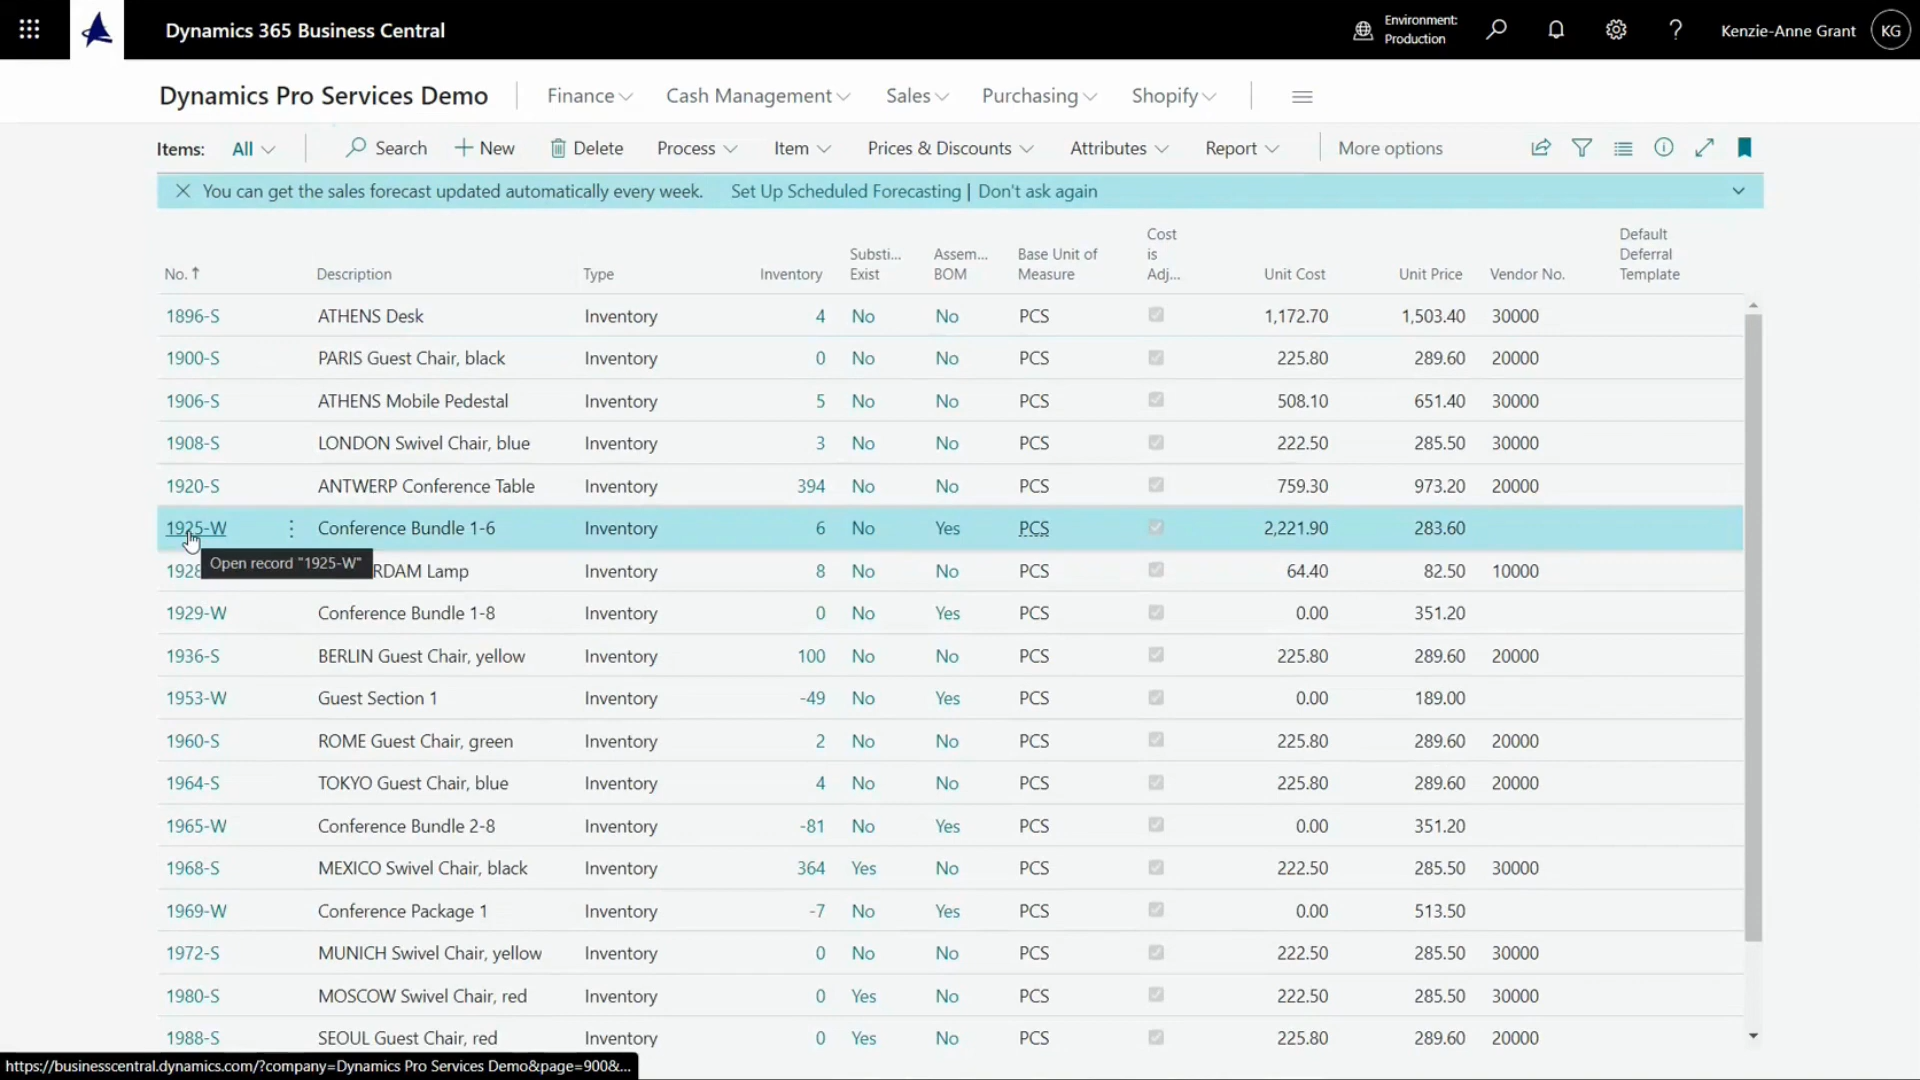 Dynamics 365 Business Central
Environment:
Production
Kenzie-Anne Grant
KG
Dynamics Pro Services Demo
Finance
Cash Management
Sales
Purchasing
Shopify
Items: All
Search
New
Delete
Process
Item
Prices & Discounts
Attributes
Report
More options
You can get the sales forecast updated automatically every week. Set Up Scheduled Forecasting | Don't ask again
No. ↑ Description Type Inventory Substi... Exist Assem... BOM Base Unit of Measure Cost is Adj... Unit Cost Unit Price Vendor No. Default Deferral Template
1896-S ATHENS Desk Inventory 4 No No PCS 1,172.70 1,503.40 30000
1900-S PARIS Guest Chair, black Inventory 0 No No PCS 225.80 289.60 20000
1906-S ATHENS Mobile Pedestal Inventory 5 No No PCS 508.10 651.40 30000
1908-S LONDON Swivel Chair, blue Inventory 3 No No PCS 222.50 285.50 30000
1920-S ANTWERP Conference Table Inventory 394 No No PCS 759.30 973.20 20000
1925-W Conference Bundle 1-6 Inventory 6 No Yes PCS 2,221.90 283.60
Open record "1925-W"
1928 RDAM Lamp Inventory 8 No No PCS 64.40 82.50 10000
1929-W Conference Bundle 1-8 Inventory 0 No Yes PCS 0.00 351.20
1936-S BERLIN Guest Chair, yellow Inventory 100 No No PCS 225.80 289.60 20000
1953-W Guest Section 1 Inventory -49 No Yes PCS 0.00 189.00
1960-S ROME Guest Chair, green Inventory 2 No No PCS 225.80 289.60 20000
1964-S TOKYO Guest Chair, blue Inventory 4 No No PCS 225.80 289.60 20000
1965-W Conference Bundle 2-8 Inventory -81 No Yes PCS 0.00 351.20
1968-S MEXICO Swivel Chair, black Inventory 364 Yes No PCS 222.50 285.50 30000
1969-W Conference Package 1 Inventory -7 No Yes PCS 0.00 513.50
1972-S MUNICH Swivel Chair, yellow Inventory 0 No No PCS 222.50 285.50 30000
1980-S MOSCOW Swivel Chair, red Inventory 0 Yes No PCS 222.50 285.50 30000
1988-S SEOUL Guest Chair, red Inventory 0 Yes No PCS 225.80 289.60 20000
https://businesscentral.dynamics.com/?company=Dynamics Pro Services Demo&page=900&...